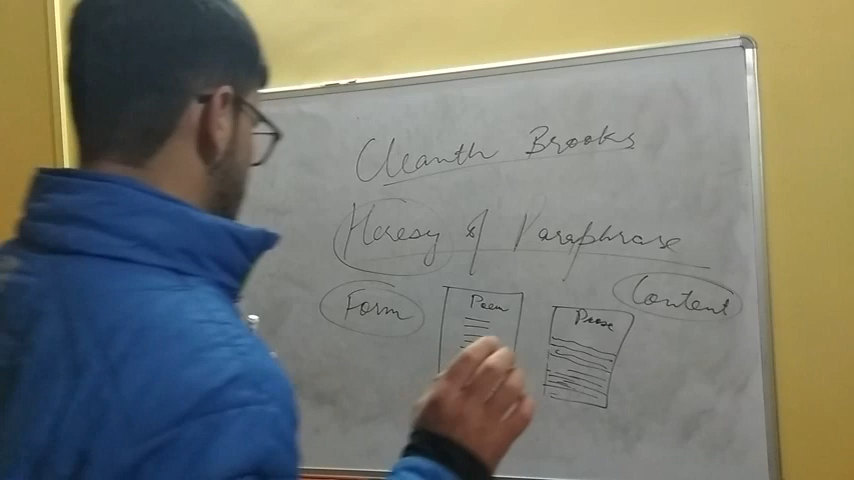 Cleanth Brooks
Heresy of Paraphrase
Form
Content
Poem
Prose